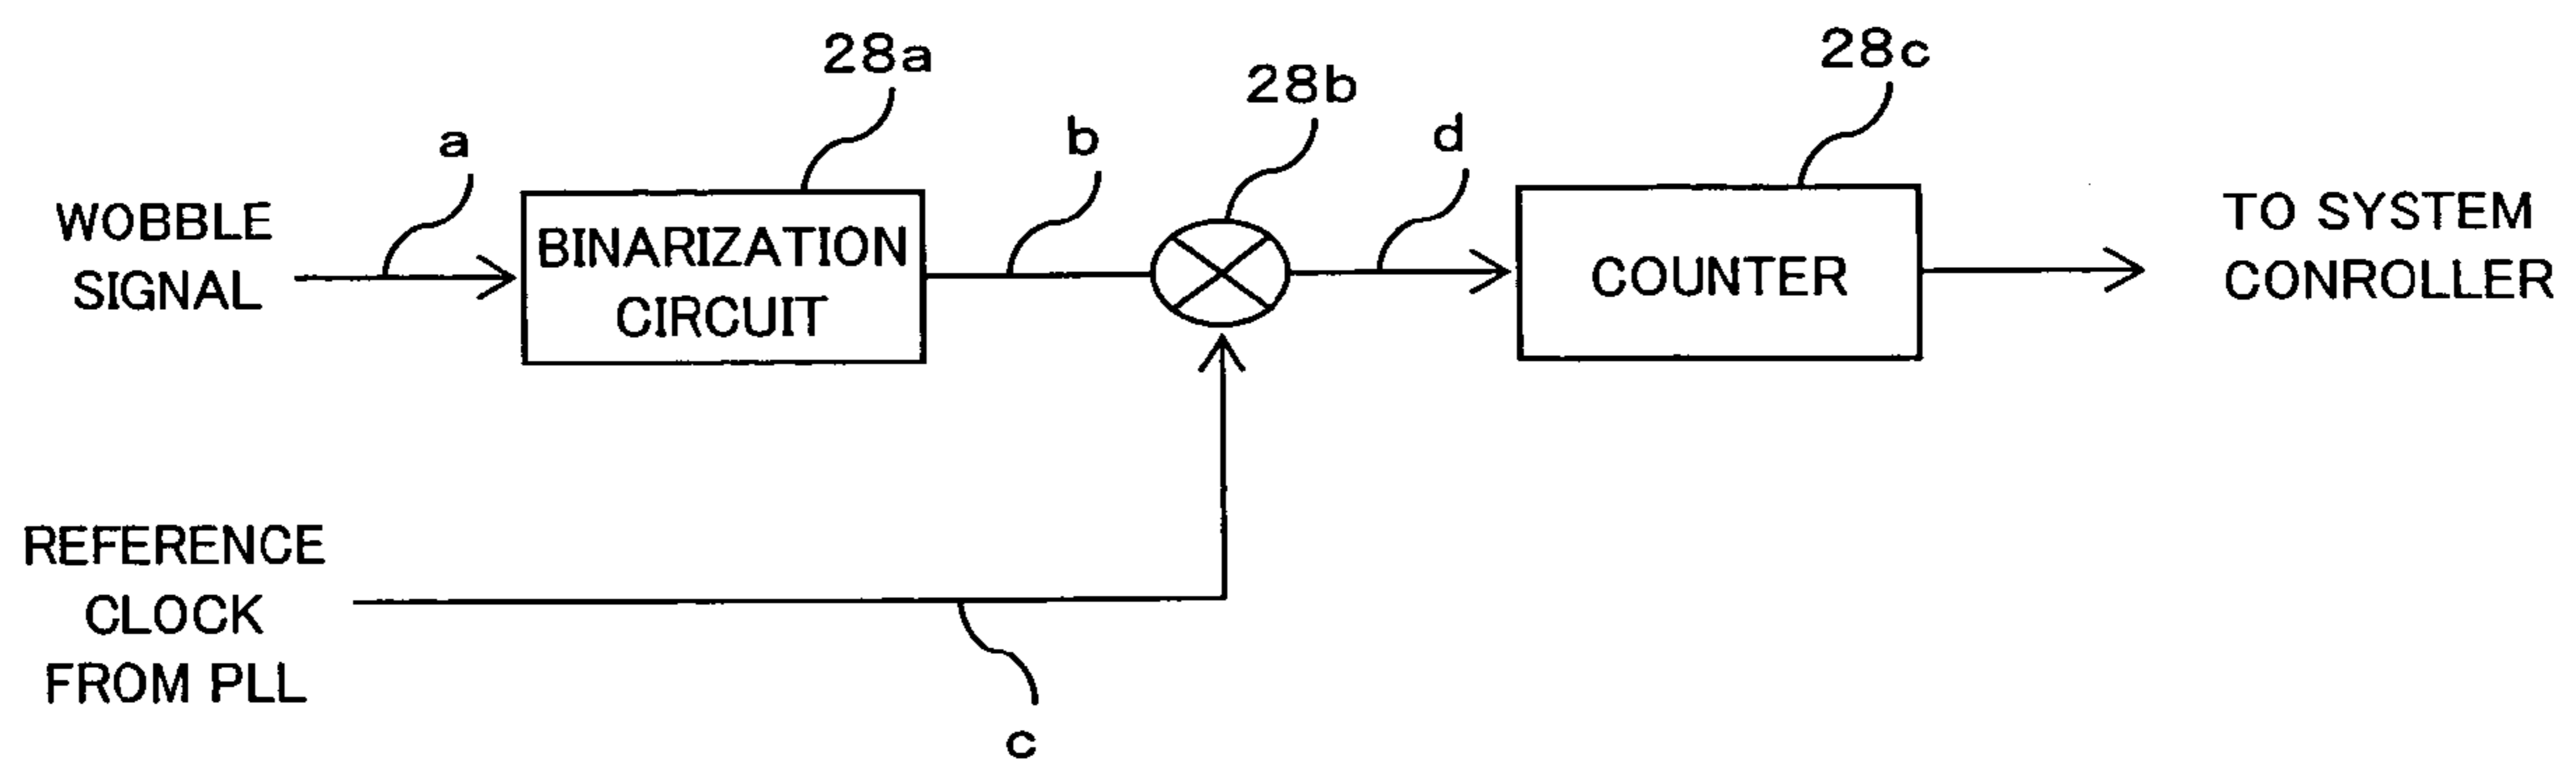 28a
28b
28c
a
b
d
WOBBLE
SIGNAL
BINARIZATION
CIRCUIT
COUNTER
TO SYSTEM
CONROLLER
REFERENCE
CLOCK
FROM PLL
c